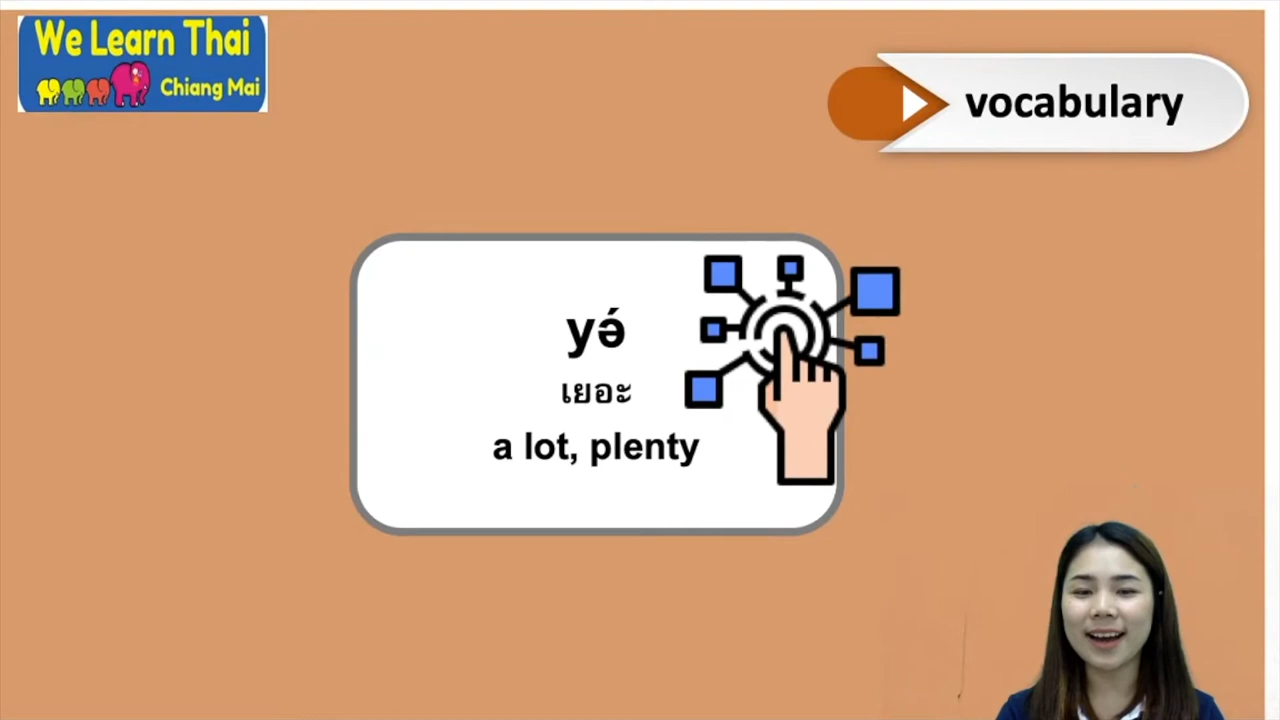 We Learn Thai
Chiang Mai
vocabulary
yə́
เยอะ
a lot, plenty